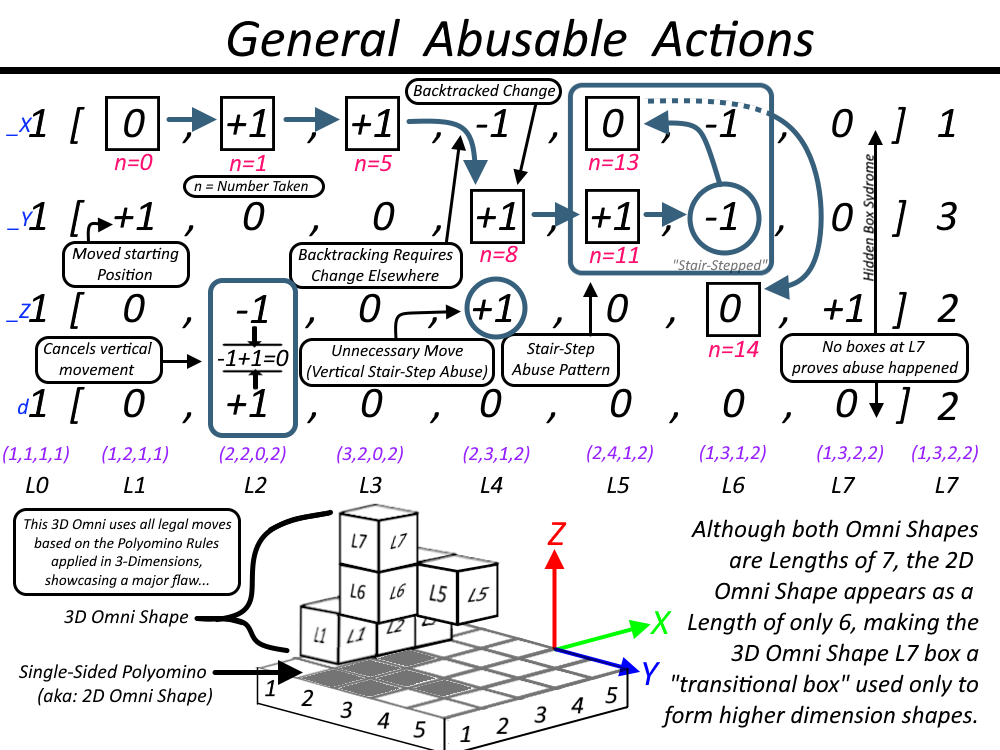 General Abusable Actions
Backtracked Change
_X 1 [ 0 , +1 , +1 , -1 , 0 , -1 , 0 ] 1
n=0 n=1 n=5 n=13
n = Number Taken
_Y 1 [ +1 , 0 , 0 , +1 , +1 , -1 , 0 ] 3
n=8 n=11
Moved starting
Position
Backtracking Requires
Change Elsewhere
"Stair-Stepped"
Hidden Box Sydrome
_Z 1 [ 0 , -1 , 0 , +1 , 0 , 0 , +1 ] 2
n=14
Cancels vertical
movement
-1+1=0
Unnecessary Move
(Vertical Stair-Step Abuse)
Stair-Step
Abuse Pattern
No boxes at L7
proves abuse happened
d 1 [ 0 , +1 , 0 , 0 , 0 , 0 , 0 ] 2
(1,1,1,1) (1,2,1,1) (2,2,0,2) (3,2,0,2) (2,3,1,2) (2,4,1,2) (1,3,1,2) (1,3,2,2) (1,3,2,2)
L0 L1 L2 L3 L4 L5 L6 L7 L7
This 3D Omni uses all legal moves
based on the Polyomino Rules
applied in 3-Dimensions,
showcasing a major flaw...
3D Omni Shape
Single-Sided Polyomino
(aka: 2D Omni Shape)
L7 L7
L6 L6
L5 L5
L1 L1 L2
Z
X
Y
1 2 3 4 5
1 2 3 4 5
Although both Omni Shapes
are Lengths of 7, the 2D
Omni Shape appears as a
Length of only 6, making the
3D Omni Shape L7 box a
"transitional box" used only to
form higher dimension shapes.